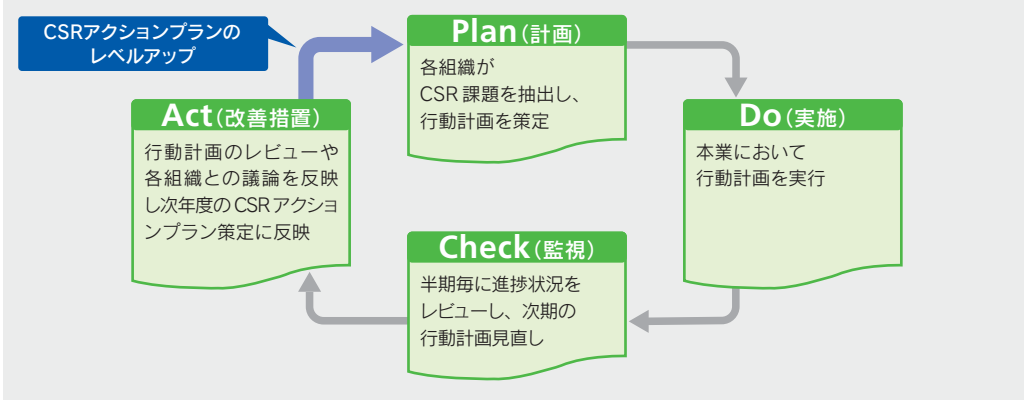 CSRアクションプランの
レベルアップ
Plan(計画)
各組織が
CSR課題を抽出し、
行動計画を策定
Do(実施)
本業において
行動計画を実行
Check(監視)
半期毎に進捗状況を
レビューし、次期の
行動計画見直し
Act(改善措置)
行動計画のレビューや
各組織との議論を反映
し次年度のCSRアクショ
ンプラン策定に反映